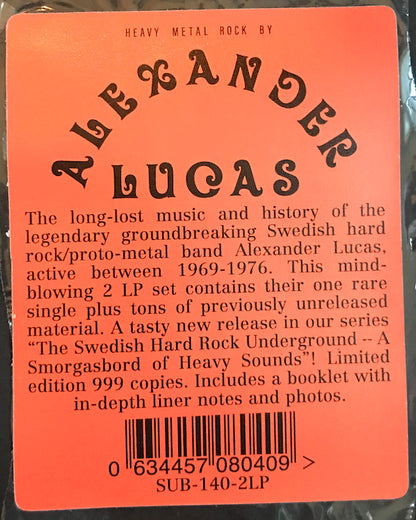 HEAVY METAL ROCK BY
ALEXANDER
LUCAS
The long-lost music and history of the
legendary groundbreaking Swedish hard
rock/proto-metal band Alexander Lucas,
active between 1969-1976. This mind-
blowing 2 LP set contains their one rare
single plus tons of previously unreleased
material. A tasty new release in our series
“The Swedish Hard Rock Underground -- A
Smorgasbord of Heavy Sounds”! Limited
edition 999 copies. Includes a booklet with
in-depth liner notes and photos.
0 634457 080409 >
SUB-140-2LP